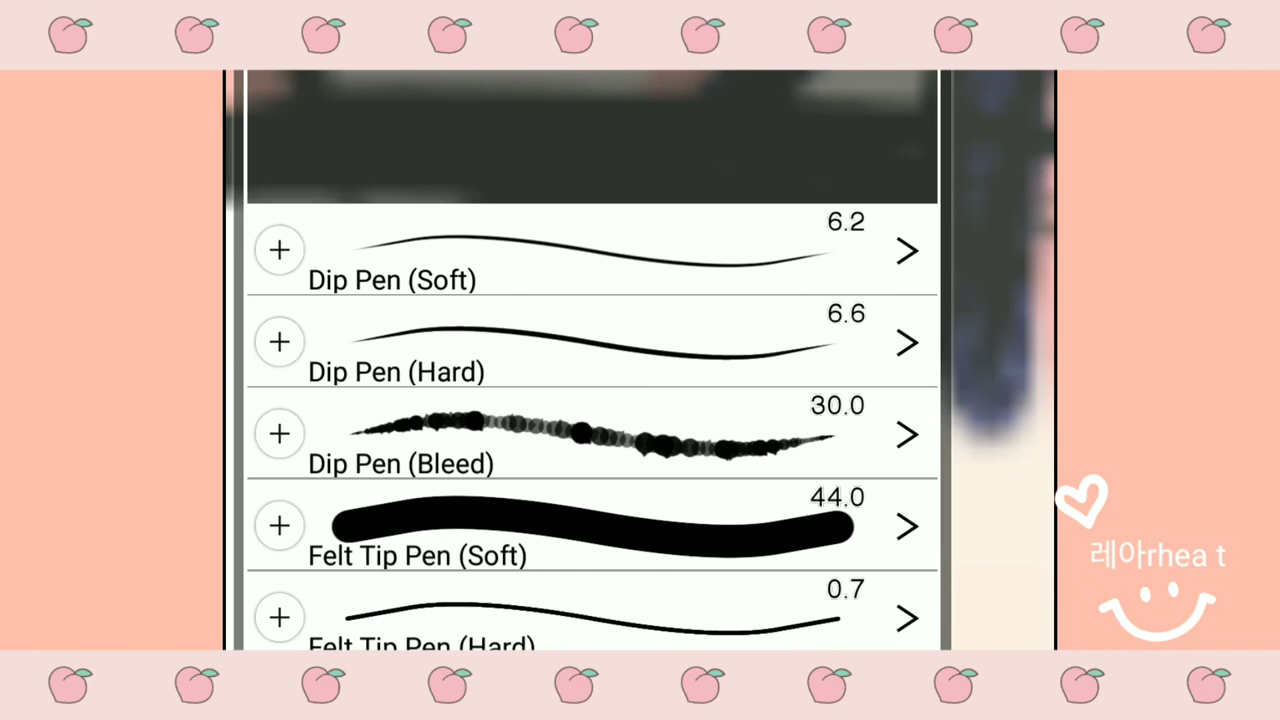 6.2
Dip Pen (Soft)
6.6
Dip Pen (Hard)
30.0
Dip Pen (Bleed)
44.0
Felt Tip Pen (Soft)
0.7
Felt Tip Pen (Hard)
레아rhea t